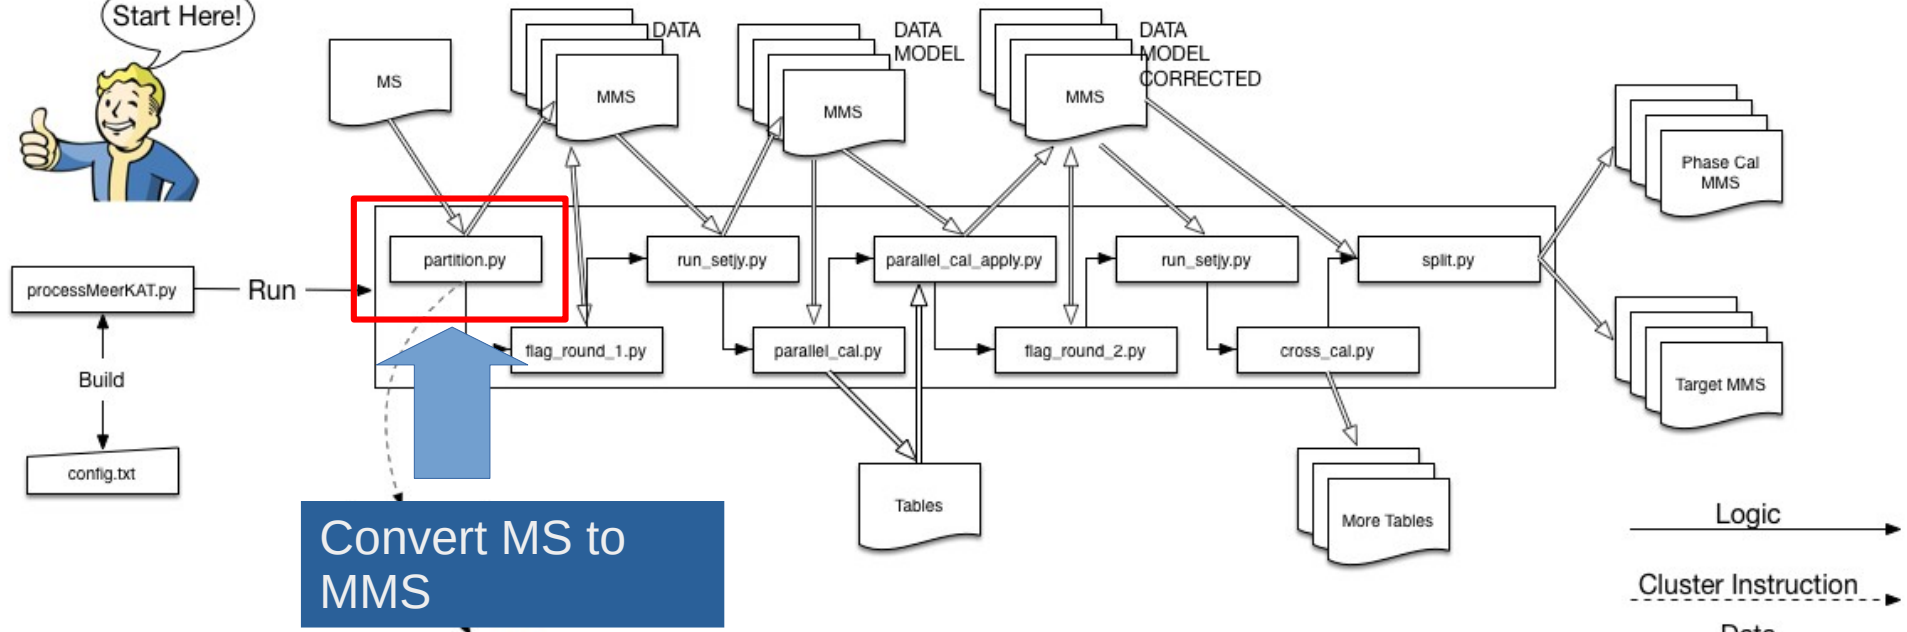 Start Here!
MS
DATA
MMS
DATA
MODEL
MMS
DATA
MODEL
CORRECTED
MMS
Phase Cal
MMS
partition.py
run_setjy.py
parallel_cal_apply.py
run_setjy.py
split.py
processMeerKAT.py
Run
flag_round_1.py
parallel_cal.py
flag_round_2.py
cross_cal.py
Build
Target MMS
config.txt
Tables
More Tables
Convert MS to
MMS
Logic
Cluster Instruction